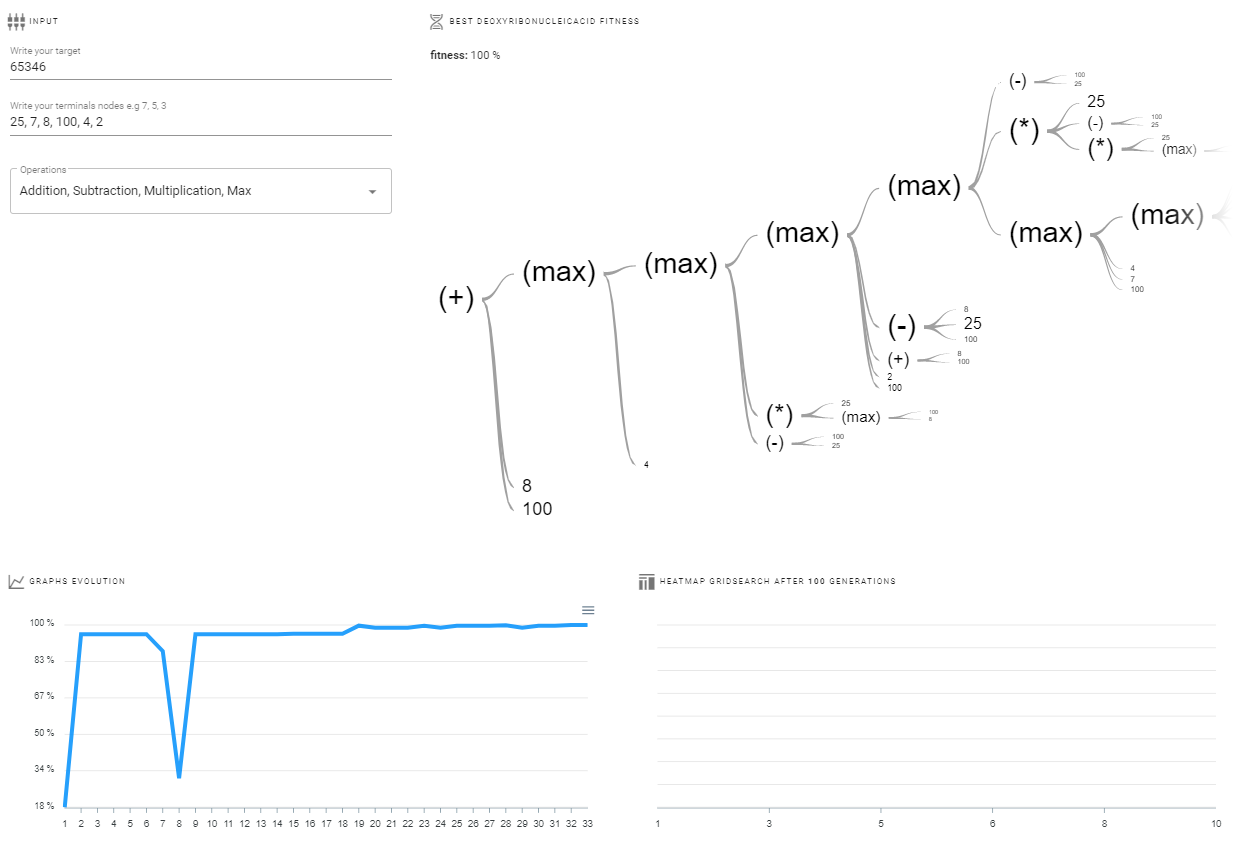 INPUT
Write your target
65346
Write your terminals nodes e.g 7, 5, 3
25, 7, 8, 100, 4, 2
Operations
Addition, Subtraction, Multiplication, Max
BEST DEOXYRIBONUCLEICACID FITNESS
fitness: 100 %
(+)
(max)
8
100
(max)
4
(max)
(*)
25
(max)
100
8
(-)
100
25
(max)
(-)
8
25
100
(+)
8
100
2
100
(-)
100
25
(*)
25
(-)
100
25
(*)
25
(max)
(max)
(max)
4
7
100
GRAPHS EVOLUTION
100 %
83 %
67 %
50 %
34 %
18 %
1 2 3 4 5 6 7 8 9 10 11 12 13 14 15 16 17 18 19 20 21 22 23 24 25 26 27 28 29 30 31 32 33
HEATMAP GRIDSEARCH AFTER 100 GENERATIONS
1 3 5 6 8 10